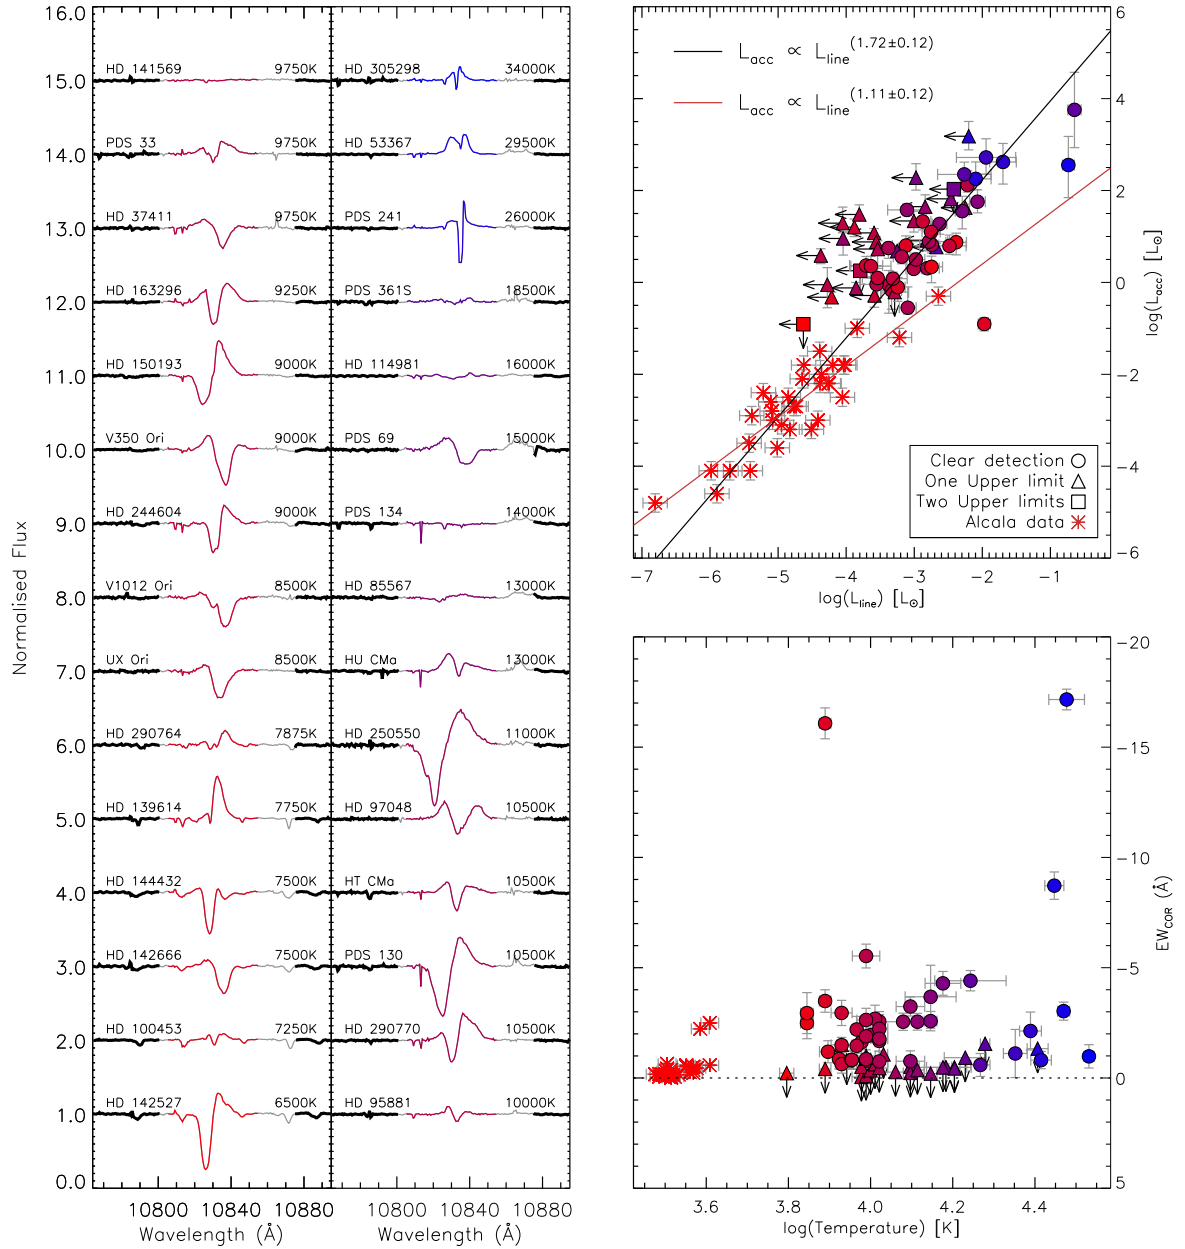 16.0
15.0
14.0
13.0
12.0
11.0
10.0
9.0
8.0
7.0
6.0
5.0
4.0
3.0
2.0
1.0
0.0
Normalised Flux
HD 141569 9750K
PDS 33 9750K
HD 37411 9750K
HD 163296 9250K
HD 150193 9000K
V350 Ori 9000K
HD 244604 9000K
V1012 Ori 8500K
UX Ori 8500K
HD 290764 7875K
HD 139614 7750K
HD 144432 7500K
HD 142666 7500K
HD 100453 7250K
HD 142527 6500K
10800 10840 10880
Wavelength (Å)
HD 305298 34000K
HD 53367 29500K
PDS 241 26000K
PDS 361S 18500K
HD 114981 16000K
PDS 69 15000K
PDS 134 14000K
HD 85567 13000K
HU CMa 13000K
HD 250550 11000K
HD 97048 10500K
HT CMa 10500K
PDS 130 10500K
HD 290770 10500K
HD 95881 10000K
10800 10840 10880
Wavelength (Å)
L_acc ∝ L_line^(1.72±0.12)
L_acc ∝ L_line^(1.11±0.12)
Clear detection
One Upper limit
Two Upper limits
Alcala data
6
4
2
0
−2
−4
−6
log(L_acc) [L_⊙]
−7 −6 −5 −4 −3 −2 −1
log(L_line) [L_⊙]
−20
−15
−10
−5
0
5
EW_COR (Å)
3.6 3.8 4.0 4.2 4.4
log(Temperature) [K]